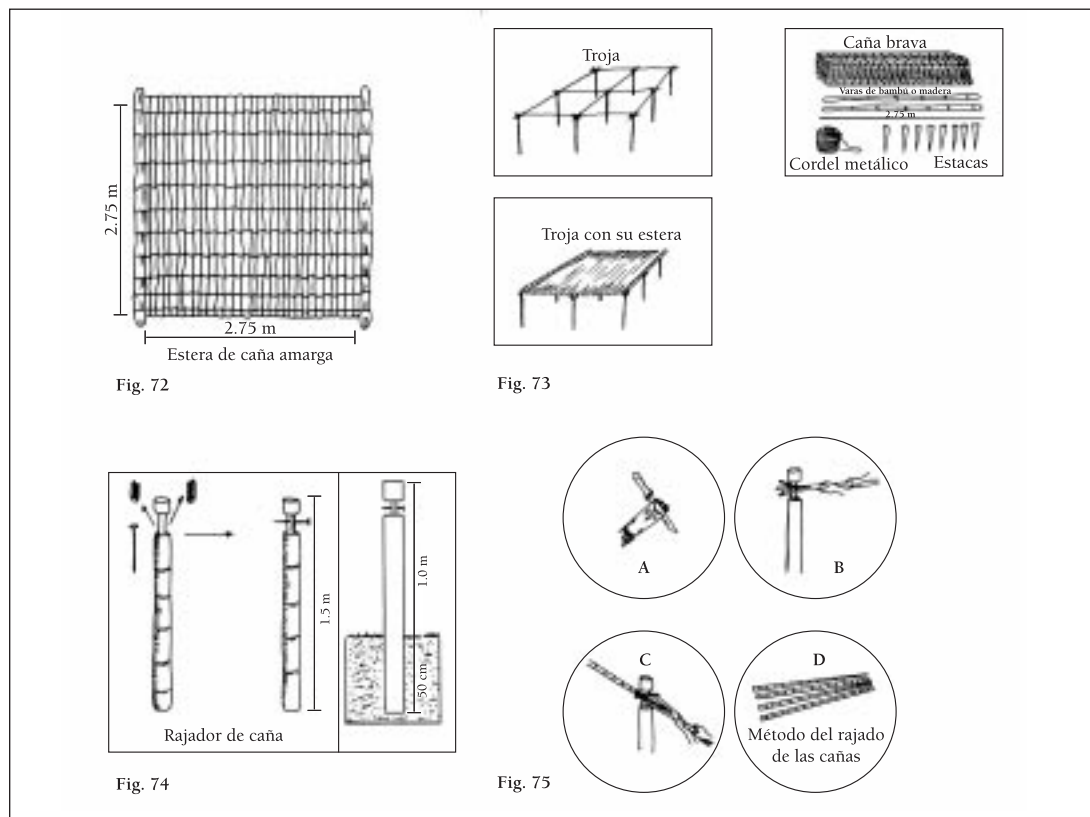 2.75 m
2.75 m
Estera de caña amarga
Fig. 72
Troja
Troja con su estera
Fig. 73
Caña brava
Varas de bambú o madera
2.75 m
Cordel metálico
Estacas
1.5 m
Rajador de caña
1.0 m
50 cm
Fig. 74
A
B
C
D
Método del rajado
de las cañas
Fig. 75